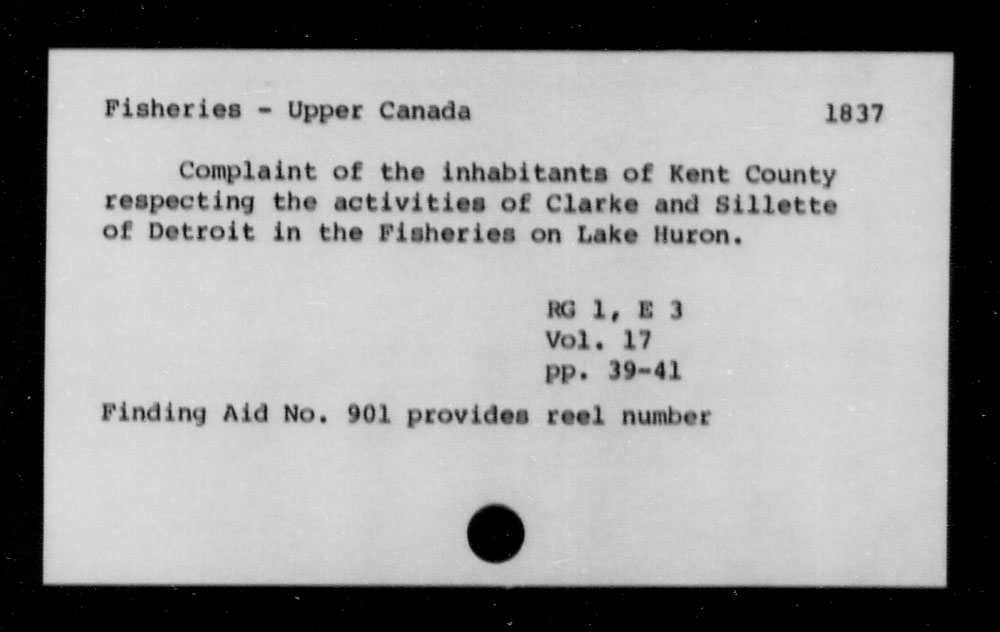 Fisheries - Upper Canada 1837
Complaint of the inhabitants of Kent County
respecting the activities of Clarke and Sillette
of Detroit in the Fisheries on Lake Huron.
RG 1, E 3
Vol. 17
pp. 39-41
Finding Aid No. 901 provides reel number